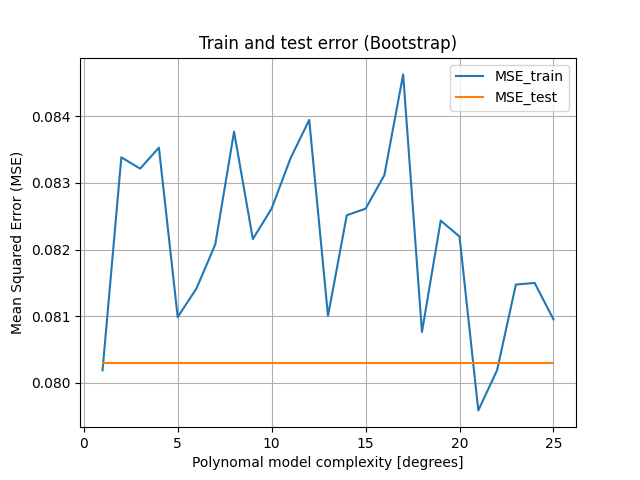 Train and test error (Bootstrap)
MSE_train
MSE_test
Mean Squared Error (MSE)
0.084
0.083
0.082
0.081
0.080
0 5 10 15 20 25
Polynomal model complexity [degrees]